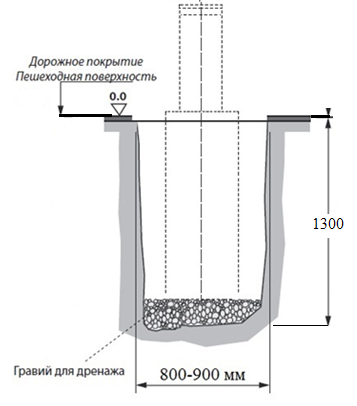 Дорожное покрытие
Пешеходная поверхность
0.0
1300
Гравий для дренажа
800-900 мм